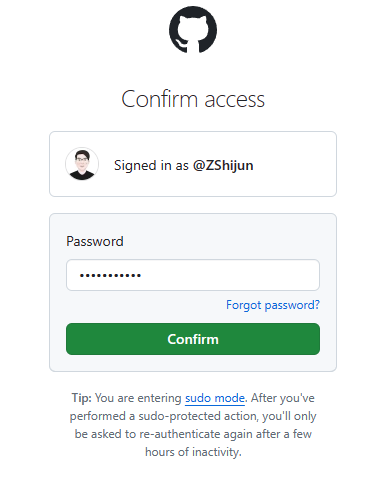 Confirm access
Signed in as @ZShijun
Password
•••••••••••
Forgot password?
Confirm
Tip: You are entering sudo mode. After you've
performed a sudo-protected action, you'll only
be asked to re-authenticate again after a few
hours of inactivity.